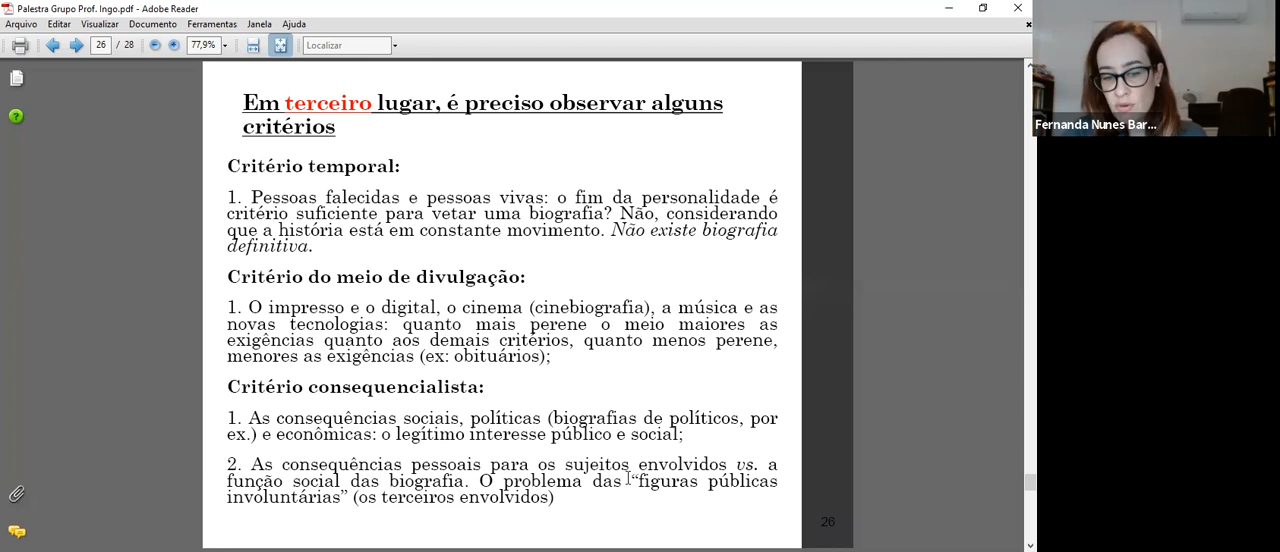 Palestra Grupo Prof. Ingo.pdf - Adobe Reader
Arquivo Editar Visualizar Documento Ferramentas Janela Ajuda
26 / 28 77,9% Localizar
Em terceiro lugar, é preciso observar alguns
critérios
Critério temporal:
1. Pessoas falecidas e pessoas vivas: o fim da personalidade é
critério suficiente para vetar uma biografia? Não, considerando
que a história está em constante movimento. Não existe biografia
definitiva.
Critério do meio de divulgação:
1. O impresso e o digital, o cinema (cinebiografia), a música e as
novas tecnologias: quanto mais perene o meio maiores as
exigências quanto aos demais critérios, quanto menos perene,
menores as exigências (ex: obituários);
Critério consequencialista:
1. As consequências sociais, políticas (biografias de políticos, por
ex.) e econômicas: o legítimo interesse público e social;
2. As consequências pessoais para os sujeitos envolvidos vs. a
função social das biografia. O problema das “figuras públicas
involuntárias” (os terceiros envolvidos)
26
Fernanda Nunes Bar...